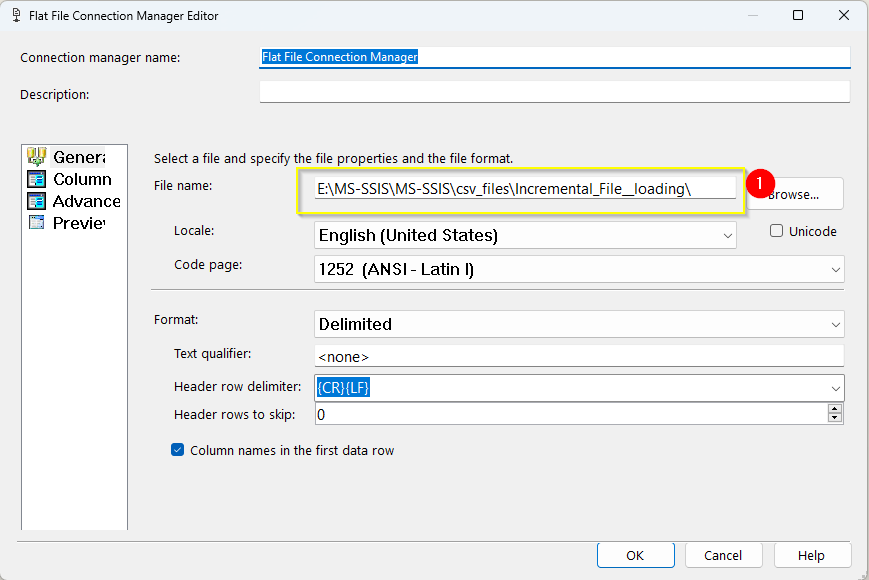 Flat File Connection Manager Editor
Connection manager name: Flat File Connection Manager
Description:
Genera
Column
Advance
Preview
Select a file and specify the file properties and the file format.
File name: E:\MS-SSIS\MS-SSIS\csv_files\Incremental_File__loading\ 1 Browse...
Locale: English (United States) Unicode
Code page: 1252 (ANSI - Latin I)
Format: Delimited
Text qualifier: <none>
Header row delimiter: {CR}{LF}
Header rows to skip: 0
Column names in the first data row
OK Cancel Help